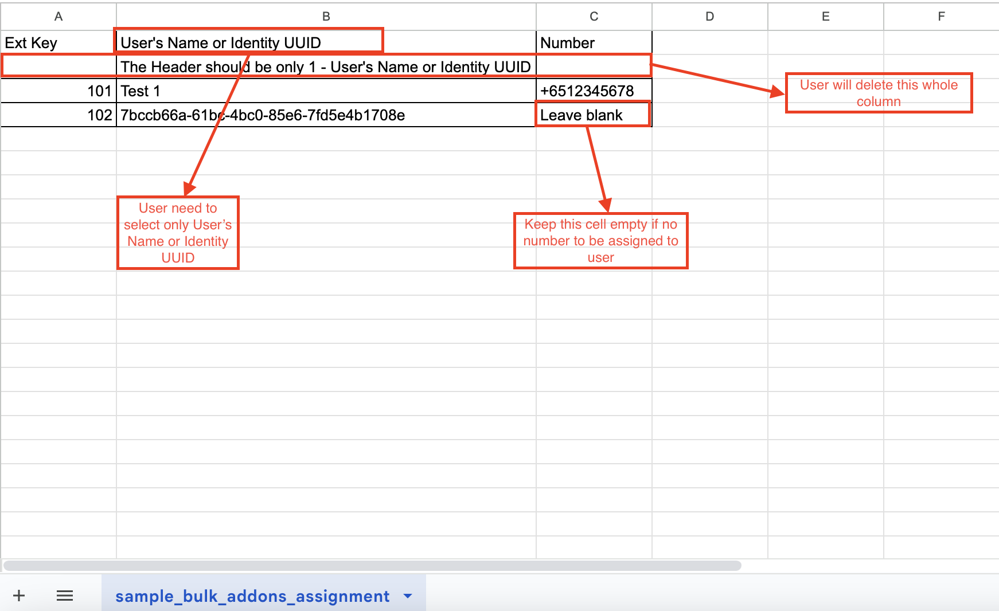 A B C D E F
Ext Key User's Name or Identity UUID Number
The Header should be only 1 - User's Name or Identity UUID
101 Test 1 +6512345678
102 7bccb66a-61bc-4bc0-85e6-7fd5e4b1708e Leave blank
User will delete this whole
column
User need to
select only User’s
Name or Identity
UUID
Keep this cell empty if no
number to be assigned to
user
sample_bulk_addons_assignment